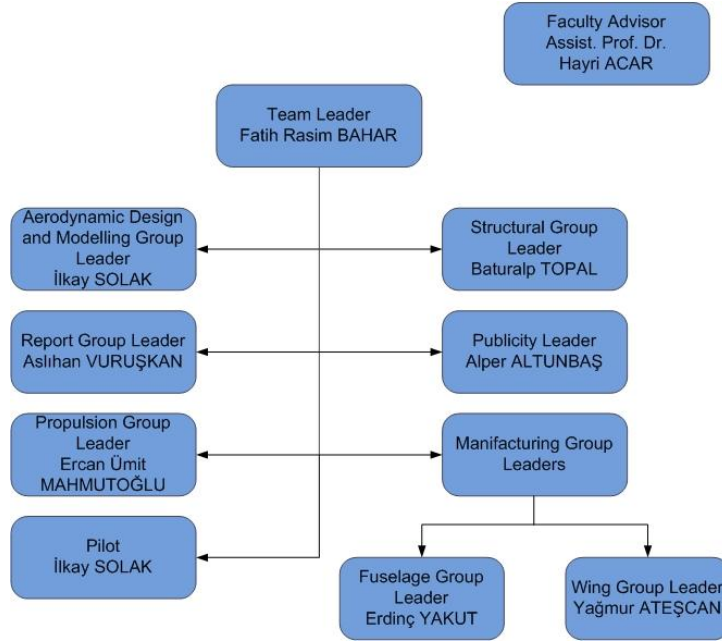 Faculty Advisor
Assist. Prof. Dr.
Hayri ACAR
Team Leader
Fatih Rasim BAHAR
Aerodynamic Design
and Modelling Group
Leader
İlkay SOLAK
Structural Group
Leader
Baturalp TOPAL
Report Group Leader
Aslıhan VURUŞKAN
Publicity Leader
Alper ALTUNBAŞ
Propulsion Group
Leader
Ercan Ümit
MAHMUTOĞLU
Manifacturing Group
Leaders
Pilot
İlkay SOLAK
Fuselage Group
Leader
Erdinç YAKUT
Wing Group Leader
Yağmur ATEŞCAN